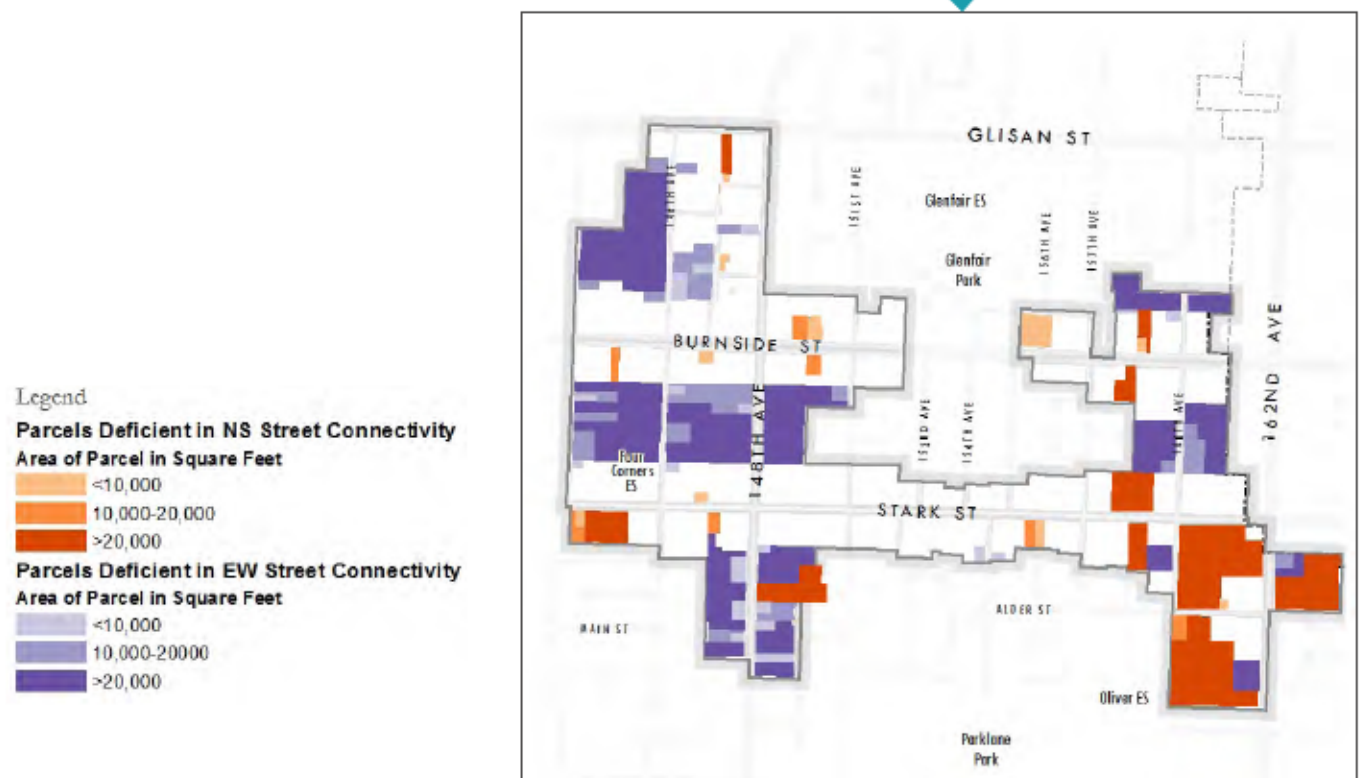 Legend
Parcels Deficient in NS Street Connectivity
Area of Parcel in Square Feet
<10,000
10,000-20,000
>20,000
Parcels Deficient in EW Street Connectivity
Area of Parcel in Square Feet
<10,000
10,000-20000
>20,000
GLISAN ST
146TH AVE
151ST AVE
Glenfair ES
156TH AVE
157TH AVE
Glenfair
Park
BURNSIDE ST
162ND AVE
148TH AVE
153RD AVE
154TH AVE
Four
Corners
ES
STARK ST
MAIN ST
ALDER ST
Oliver ES
Parklane
Park